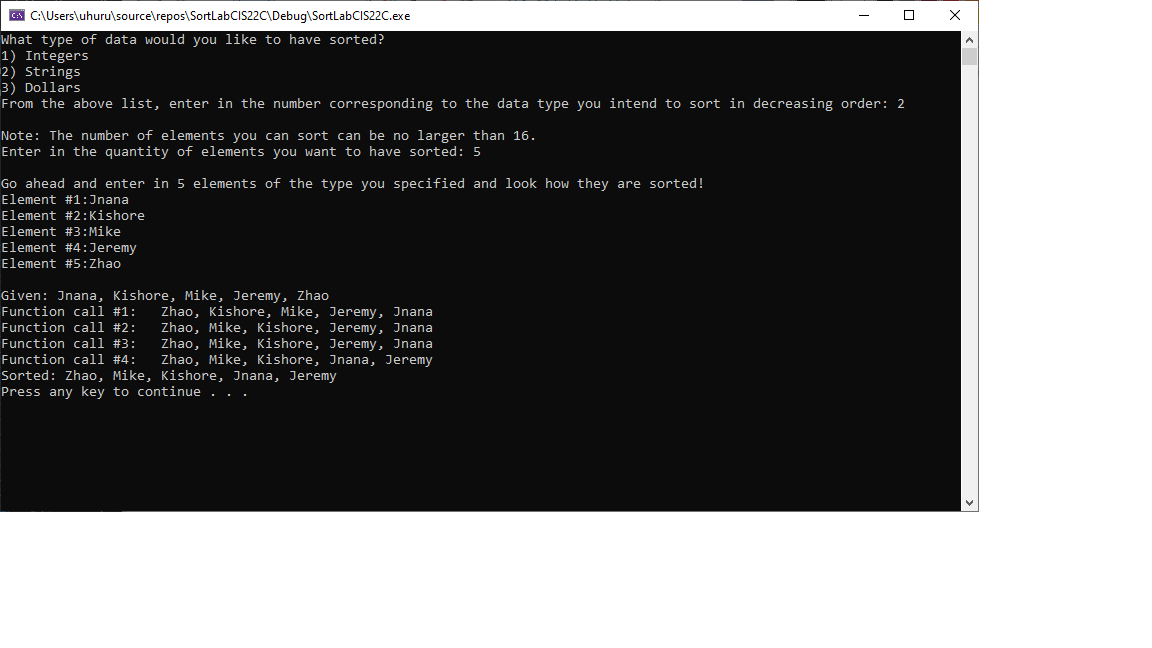 C:\Users\uhuru\source\repos\SortLabCIS22C\Debug\SortLabCIS22C.exe
What type of data would you like to have sorted?
1) Integers
2) Strings
3) Dollars
From the above list, enter in the number corresponding to the data type you intend to sort in decreasing order: 2
Note: The number of elements you can sort can be no larger than 16.
Enter in the quantity of elements you want to have sorted: 5
Go ahead and enter in 5 elements of the type you specified and look how they are sorted!
Element #1:Jnana
Element #2:Kishore
Element #3:Mike
Element #4:Jeremy
Element #5:Zhao
Given: Jnana, Kishore, Mike, Jeremy, Zhao
Function call #1:   Zhao, Kishore, Mike, Jeremy, Jnana
Function call #2:   Zhao, Mike, Kishore, Jeremy, Jnana
Function call #3:   Zhao, Mike, Kishore, Jeremy, Jnana
Function call #4:   Zhao, Mike, Kishore, Jnana, Jeremy
Sorted: Zhao, Mike, Kishore, Jnana, Jeremy
Press any key to continue . . .